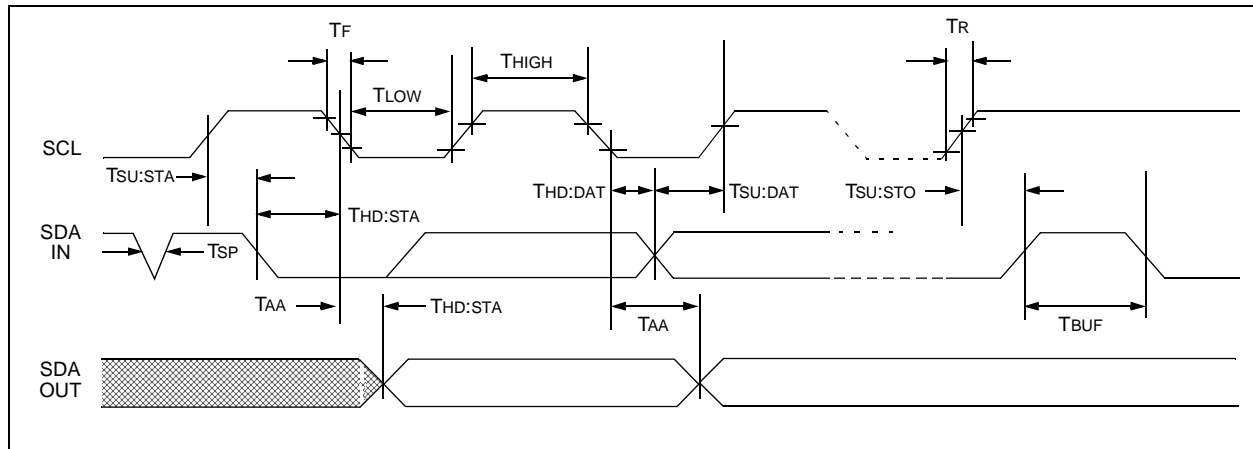 TF
TR
THIGH
TLOW
SCL
TSU:STA
THD:DAT
TSU:DAT
TSU:STO
THD:STA
SDA
IN
TSP
TAA
THD:STA
TAA
TBUF
SDA
OUT